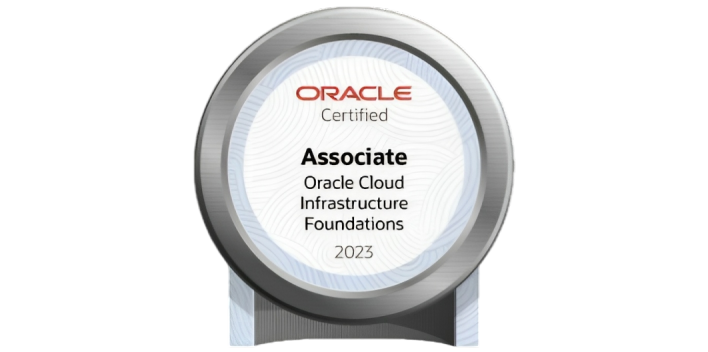 ORACLE
Certified
Associate
Oracle Cloud
Infrastructure
Foundations
2023